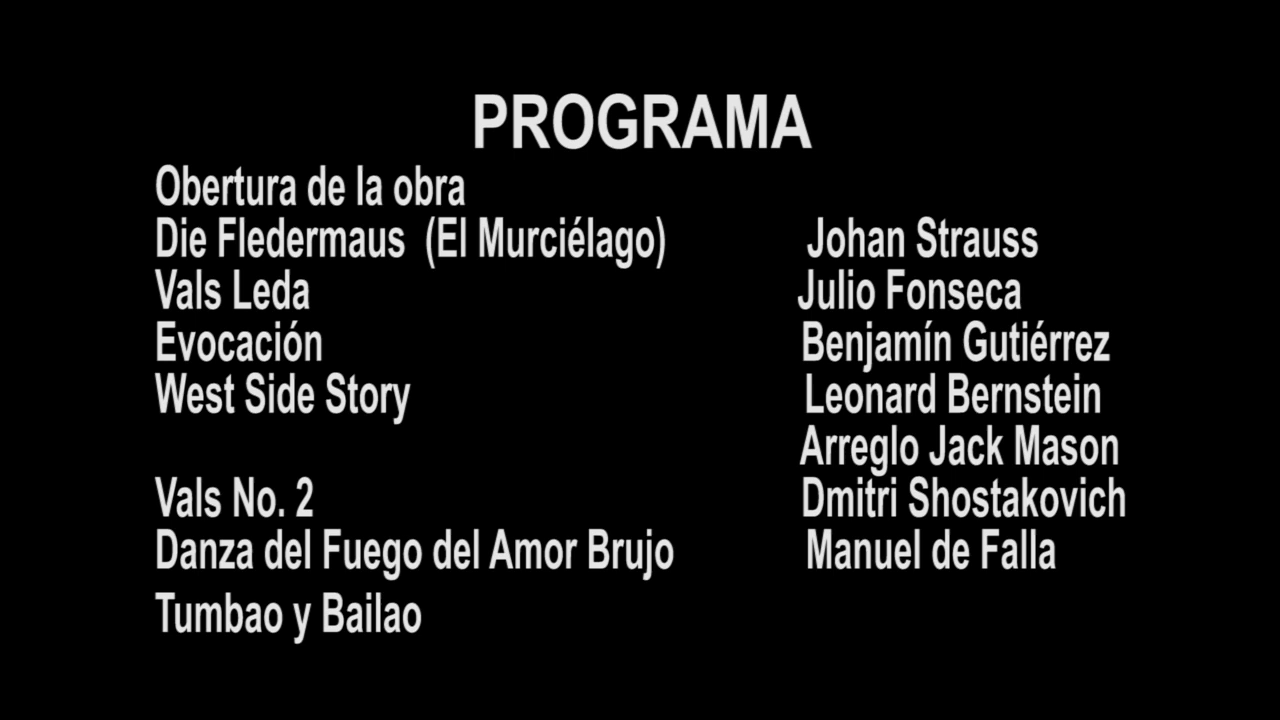 PROGRAMA
Obertura de la obra
Die Fledermaus (El Murciélago) Johan Strauss
Vals Leda Julio Fonseca
Evocación Benjamín Gutiérrez
West Side Story Leonard Bernstein
Arreglo Jack Mason
Vals No. 2 Dmitri Shostakovich
Danza del Fuego del Amor Brujo Manuel de Falla
Tumbao y Bailao